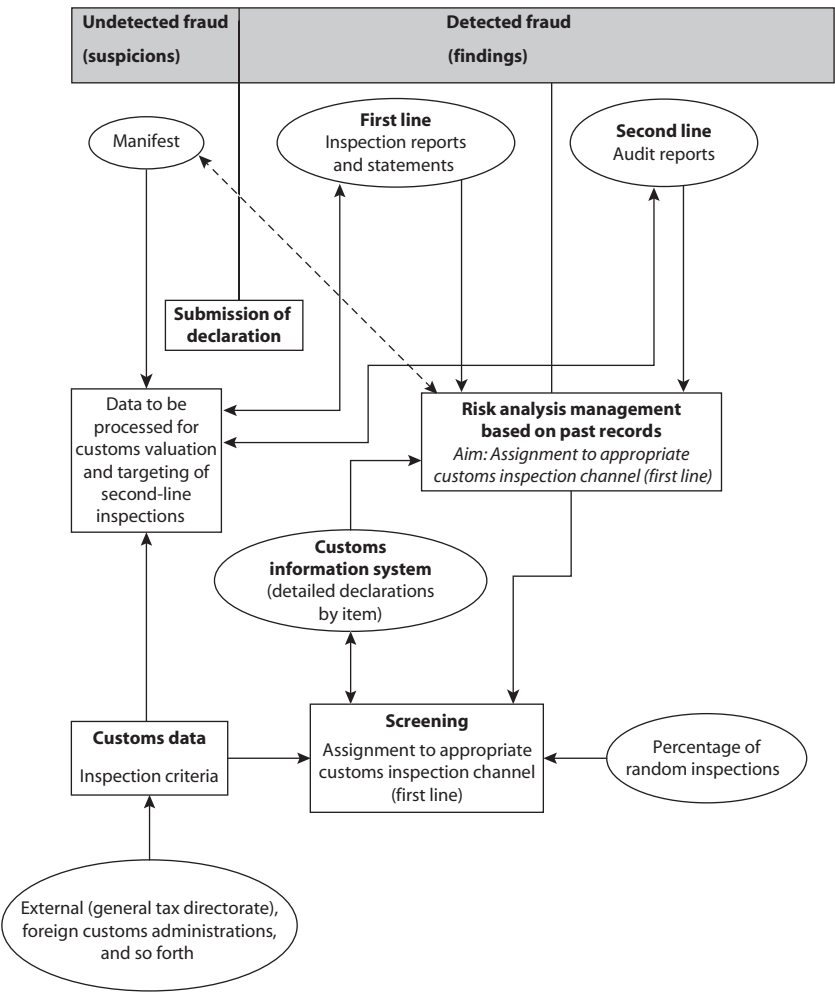 Undetected fraud
(suspicions)
Detected fraud
(findings)
Manifest
First line
Inspection reports
and statements
Second line
Audit reports
Submission of
declaration
Data to be
processed for
customs valuation
and targeting of
second-line
inspections
Risk analysis management
based on past records
Aim: Assignment to appropriate
customs inspection channel (first line)
Customs
information system
(detailed declarations
by item)
Customs data
Inspection criteria
Screening
Assignment to appropriate
customs inspection channel
(first line)
Percentage of
random inspections
External (general tax directorate),
foreign customs administrations,
and so forth